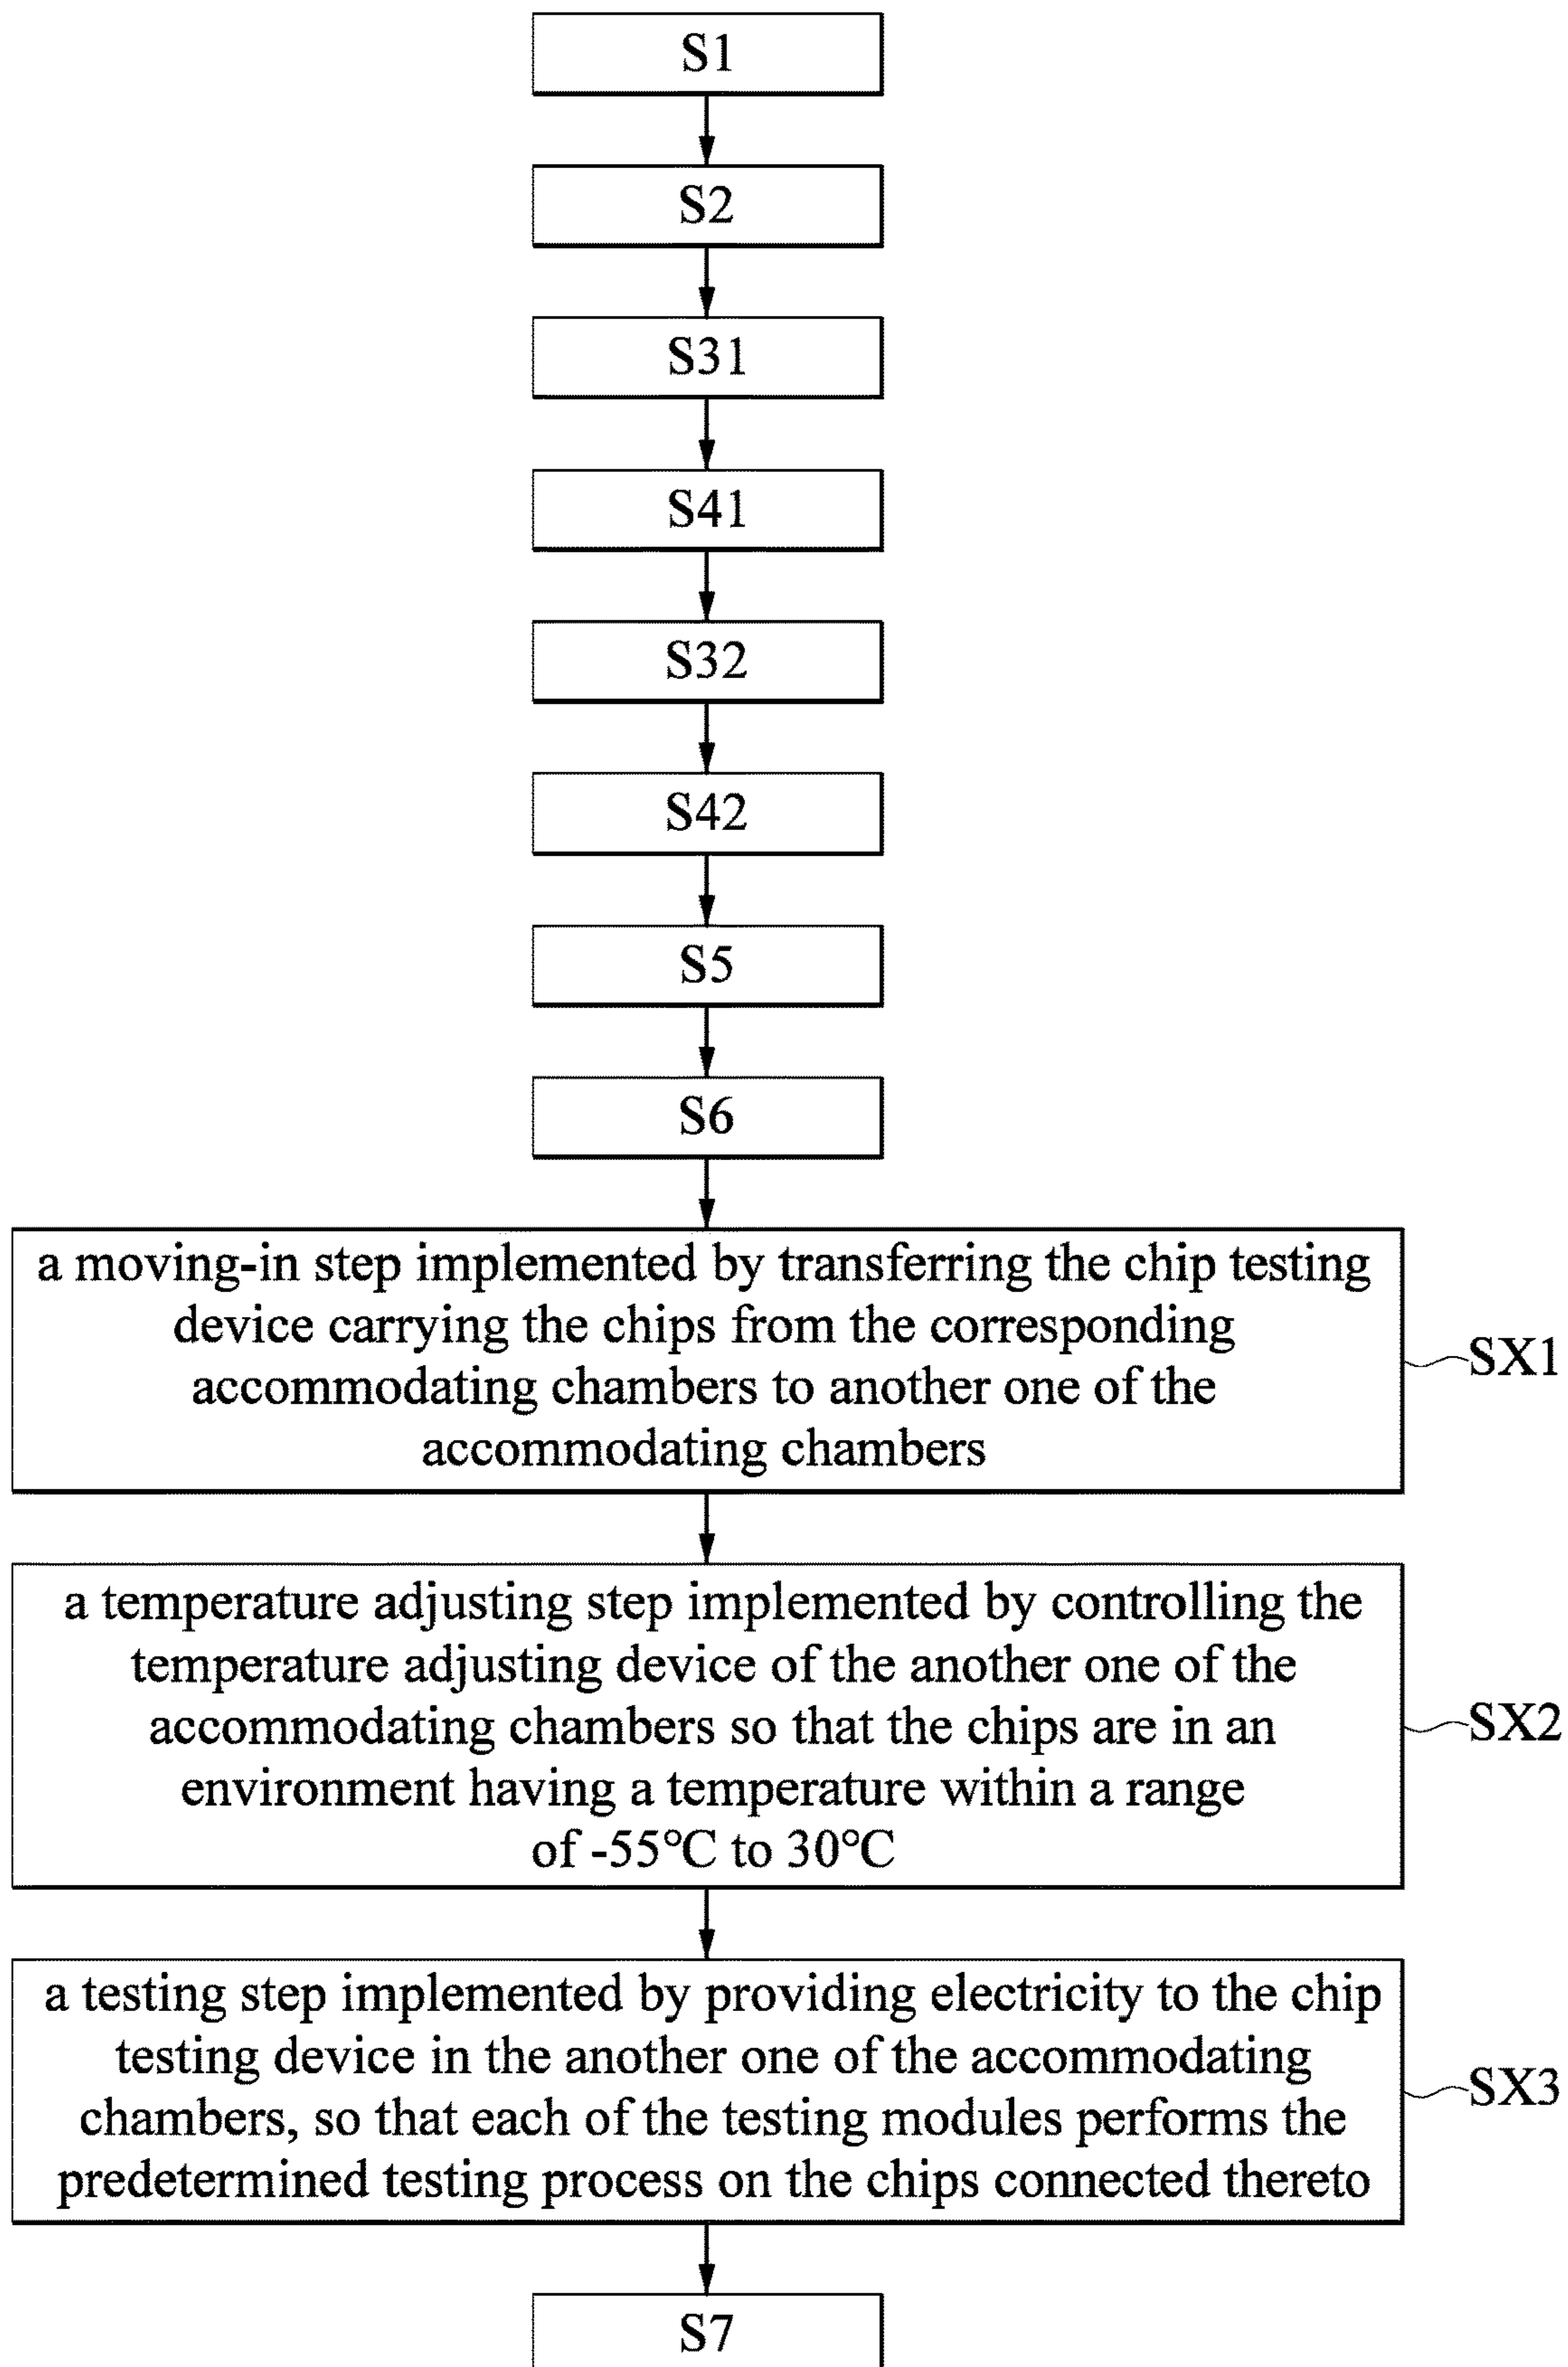 S1
S2
S31
S41
S32
S42
S5
S6
a moving-in step implemented by transferring the chip testing
device carrying the chips from the corresponding
accommodating chambers to another one of the
accommodating chambers
SX1
a temperature adjusting step implemented by controlling the
temperature adjusting device of the another one of the
accommodating chambers so that the chips are in an
environment having a temperature within a range
of -55℃ to 30℃
SX2
a testing step implemented by providing electricity to the chip
testing device in the another one of the accommodating
chambers, so that each of the testing modules performs the
predetermined testing process on the chips connected thereto
SX3
S7